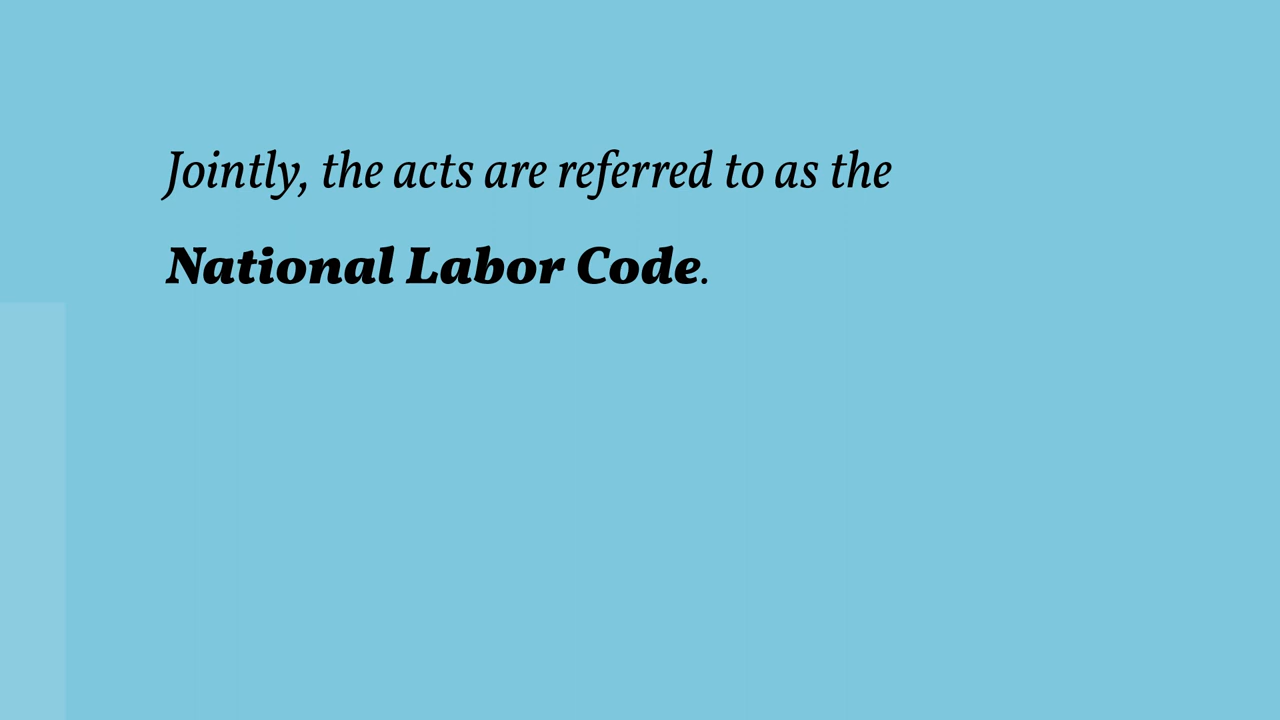 Jointly, the acts are referred to as the
National Labor Code.